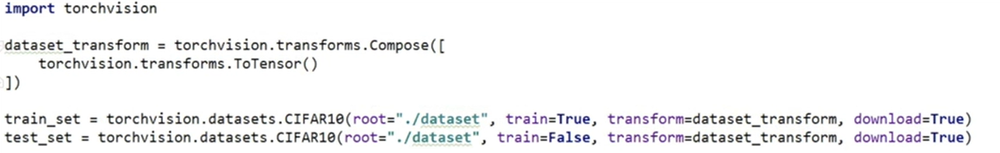 import torchvision
dataset_transform = torchvision.transforms.Compose([
    torchvision.transforms.ToTensor()
])
train_set = torchvision.datasets.CIFAR10(root="./dataset", train=True, transform=dataset_transform, download=True)
test_set = torchvision.datasets.CIFAR10(root="./dataset", train=False, transform=dataset_transform, download=True)